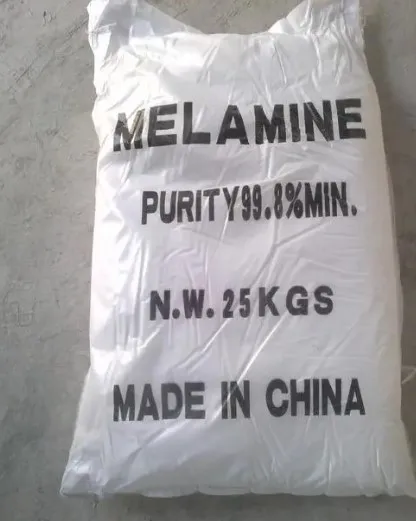 MELAMINE
PURITY99.8%MIN.
N.W. 25KGS
MADE IN CHINA